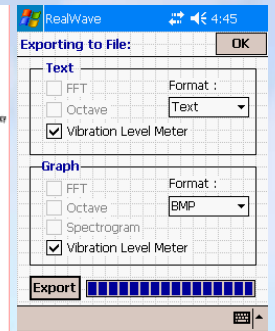 RealWave 4:45
Exporting to File: OK
Text
FFT
Format :
Octave
Text
Vibration Level Meter
Graph
FFT
Format :
Octave
BMP
Spectrogram
Vibration Level Meter
Export